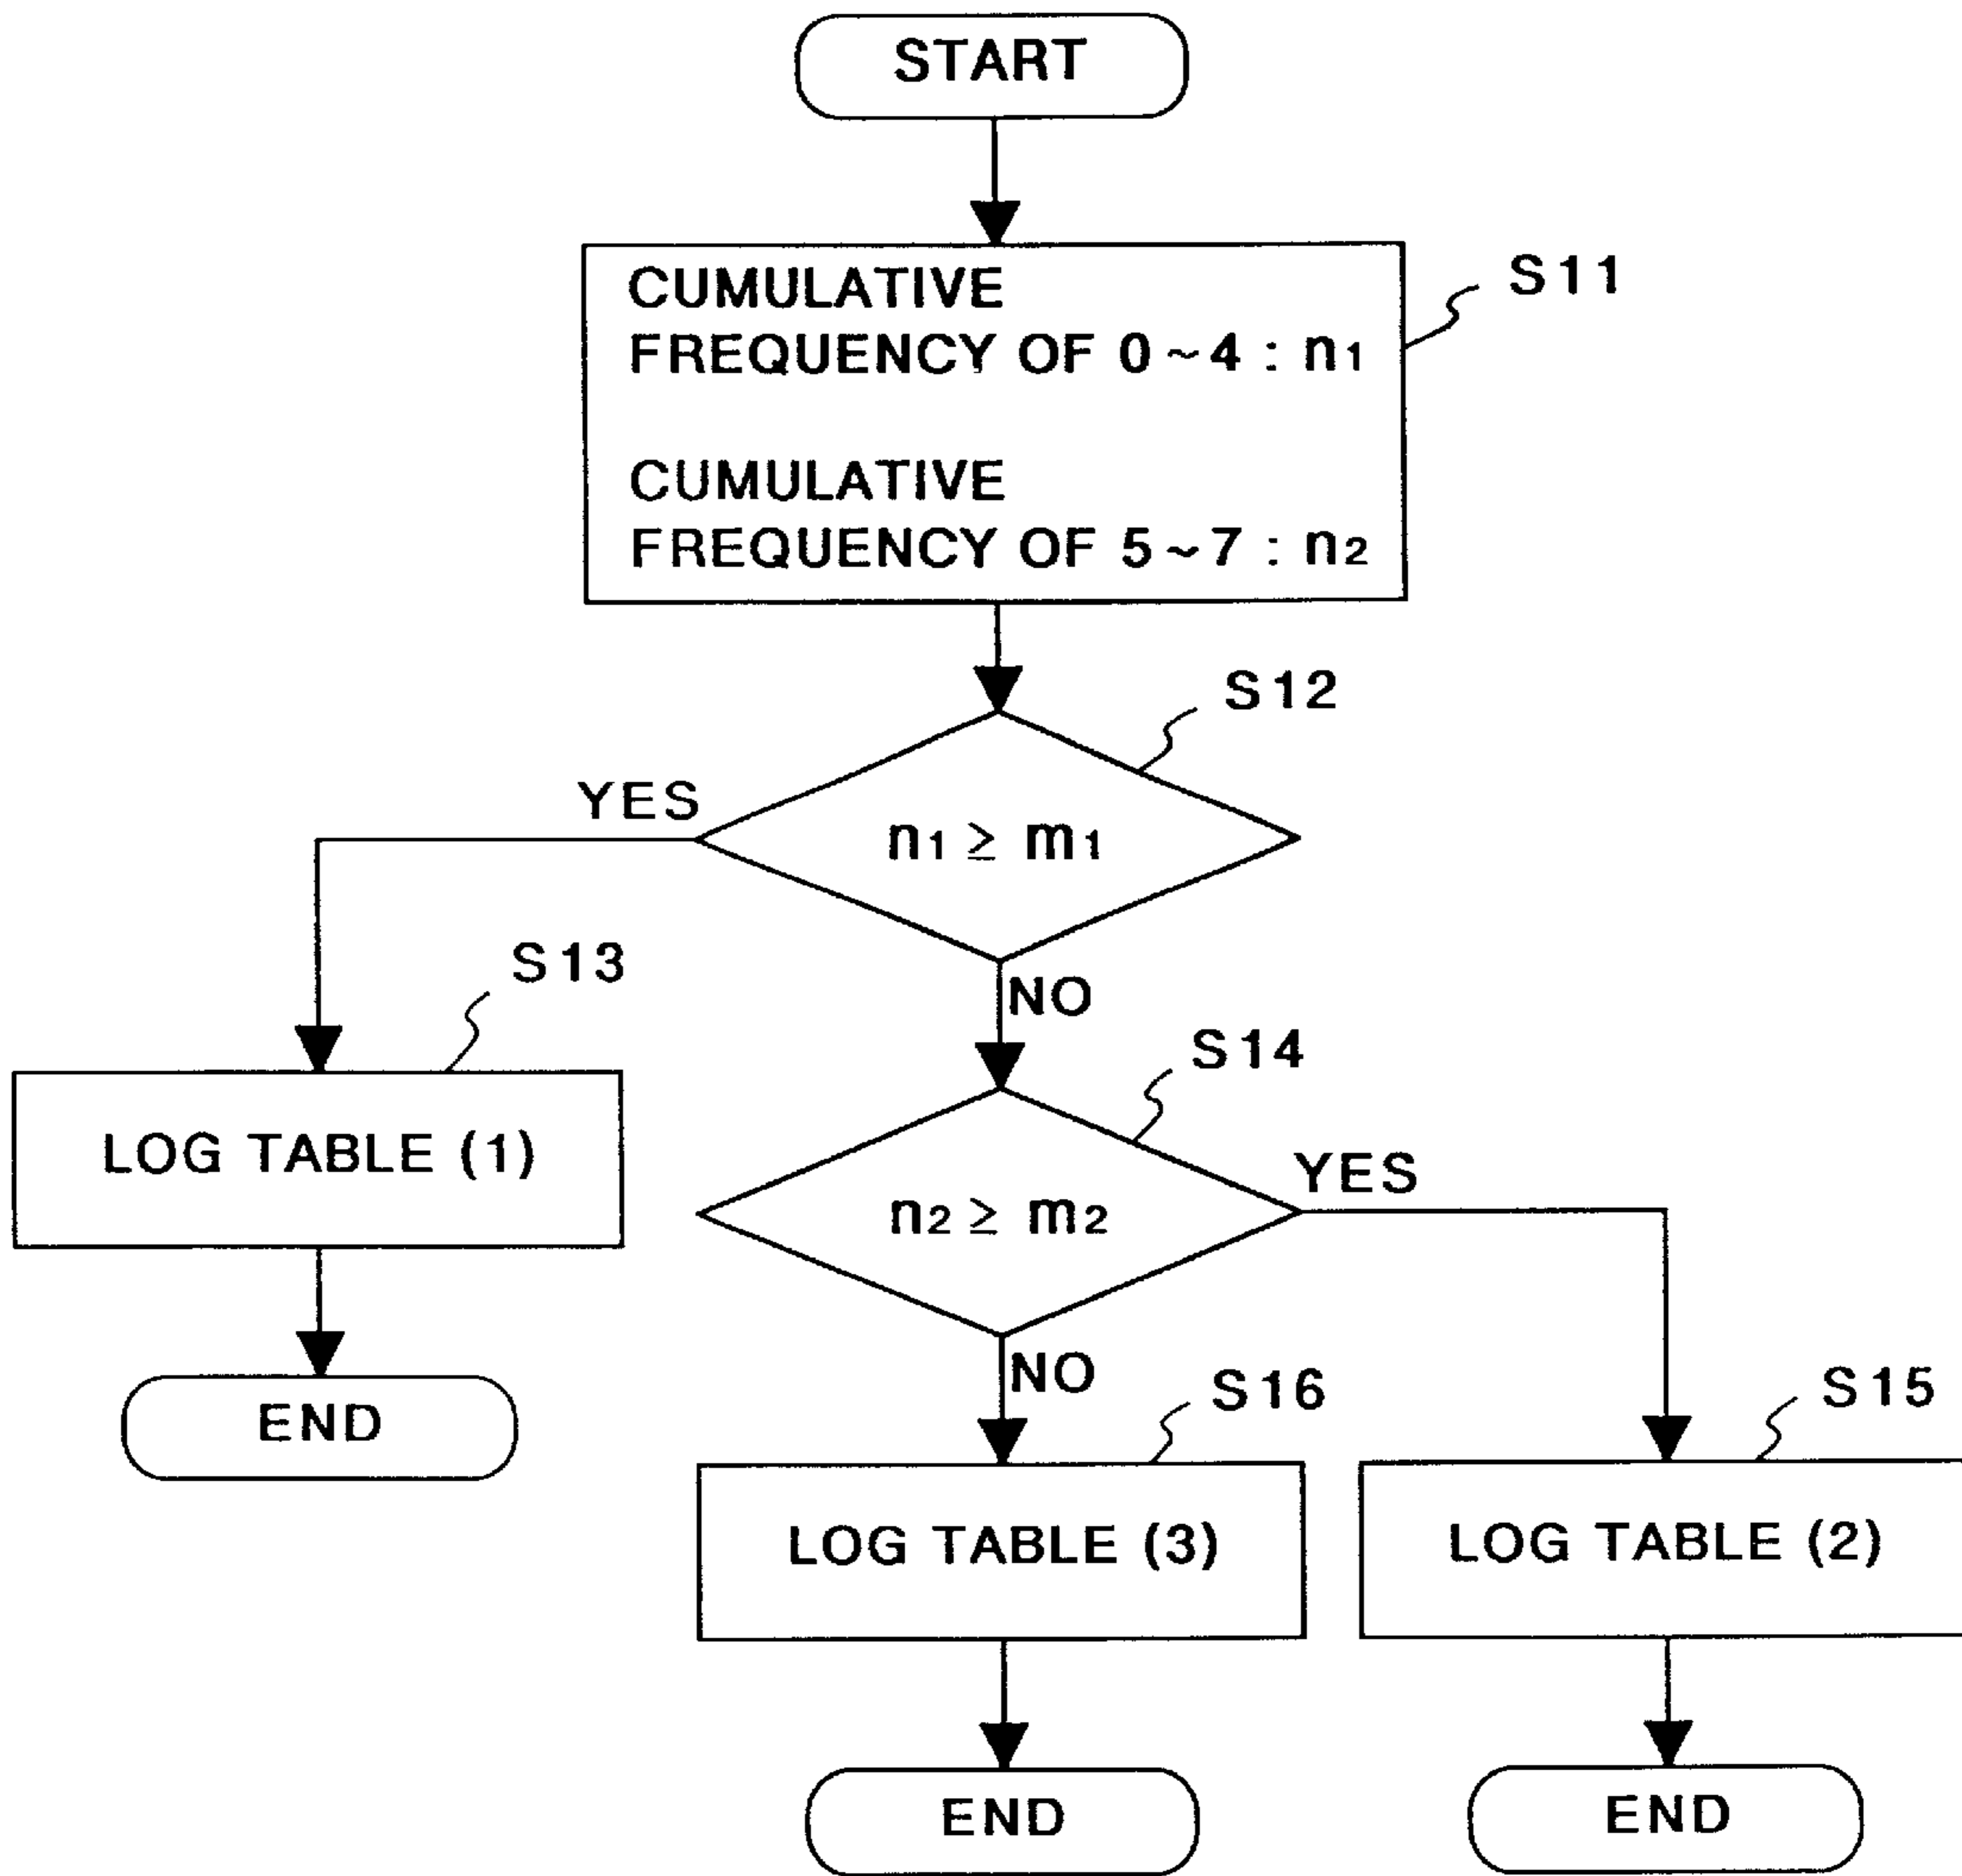 START
CUMULATIVE
FREQUENCY OF 0~4 : n1
CUMULATIVE
FREQUENCY OF 5~7 : n2
S11
S12
YES
n1 ≥ m1
NO
S13
LOG TABLE (1)
END
S14
YES
n2 ≥ m2
NO
S16
LOG TABLE (3)
END
S15
LOG TABLE (2)
END